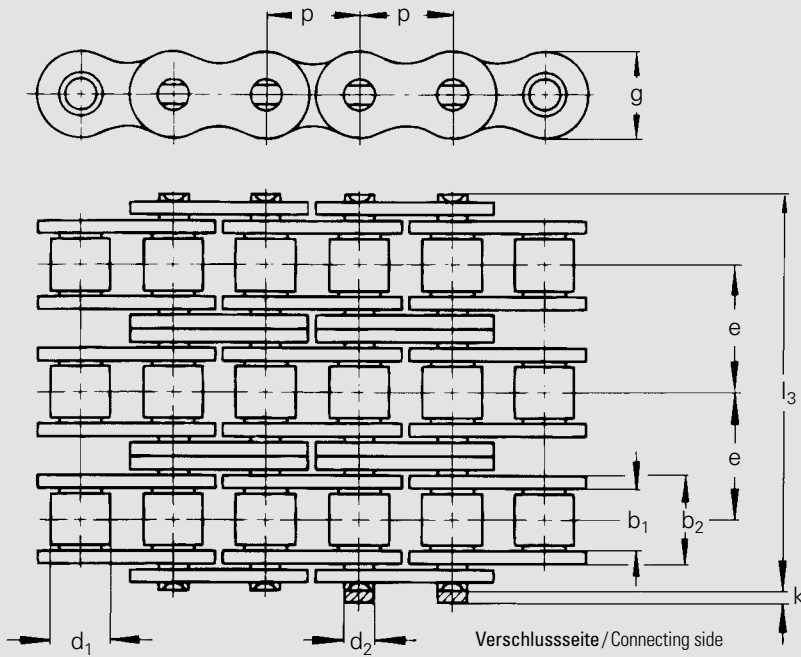 p p
g
e
l₃
e
b₁ b₂
k
d₁ d₂ Verschlussseite / Connecting side